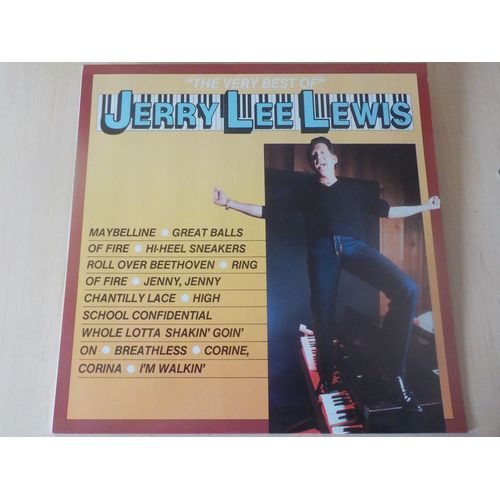 "THE VERY BEST OF"
JERRY LEE LEWIS
MAYBELLINE • GREAT BALLS
OF FIRE • HI-HEEL SNEAKERS
ROLL OVER BEETHOVEN • RING
OF FIRE • JENNY, JENNY
CHANTILLY LACE • HIGH
SCHOOL CONFIDENTIAL
WHOLE LOTTA SHAKIN' GOIN'
ON • BREATHLESS • CORINE,
CORINA • I'M WALKIN'